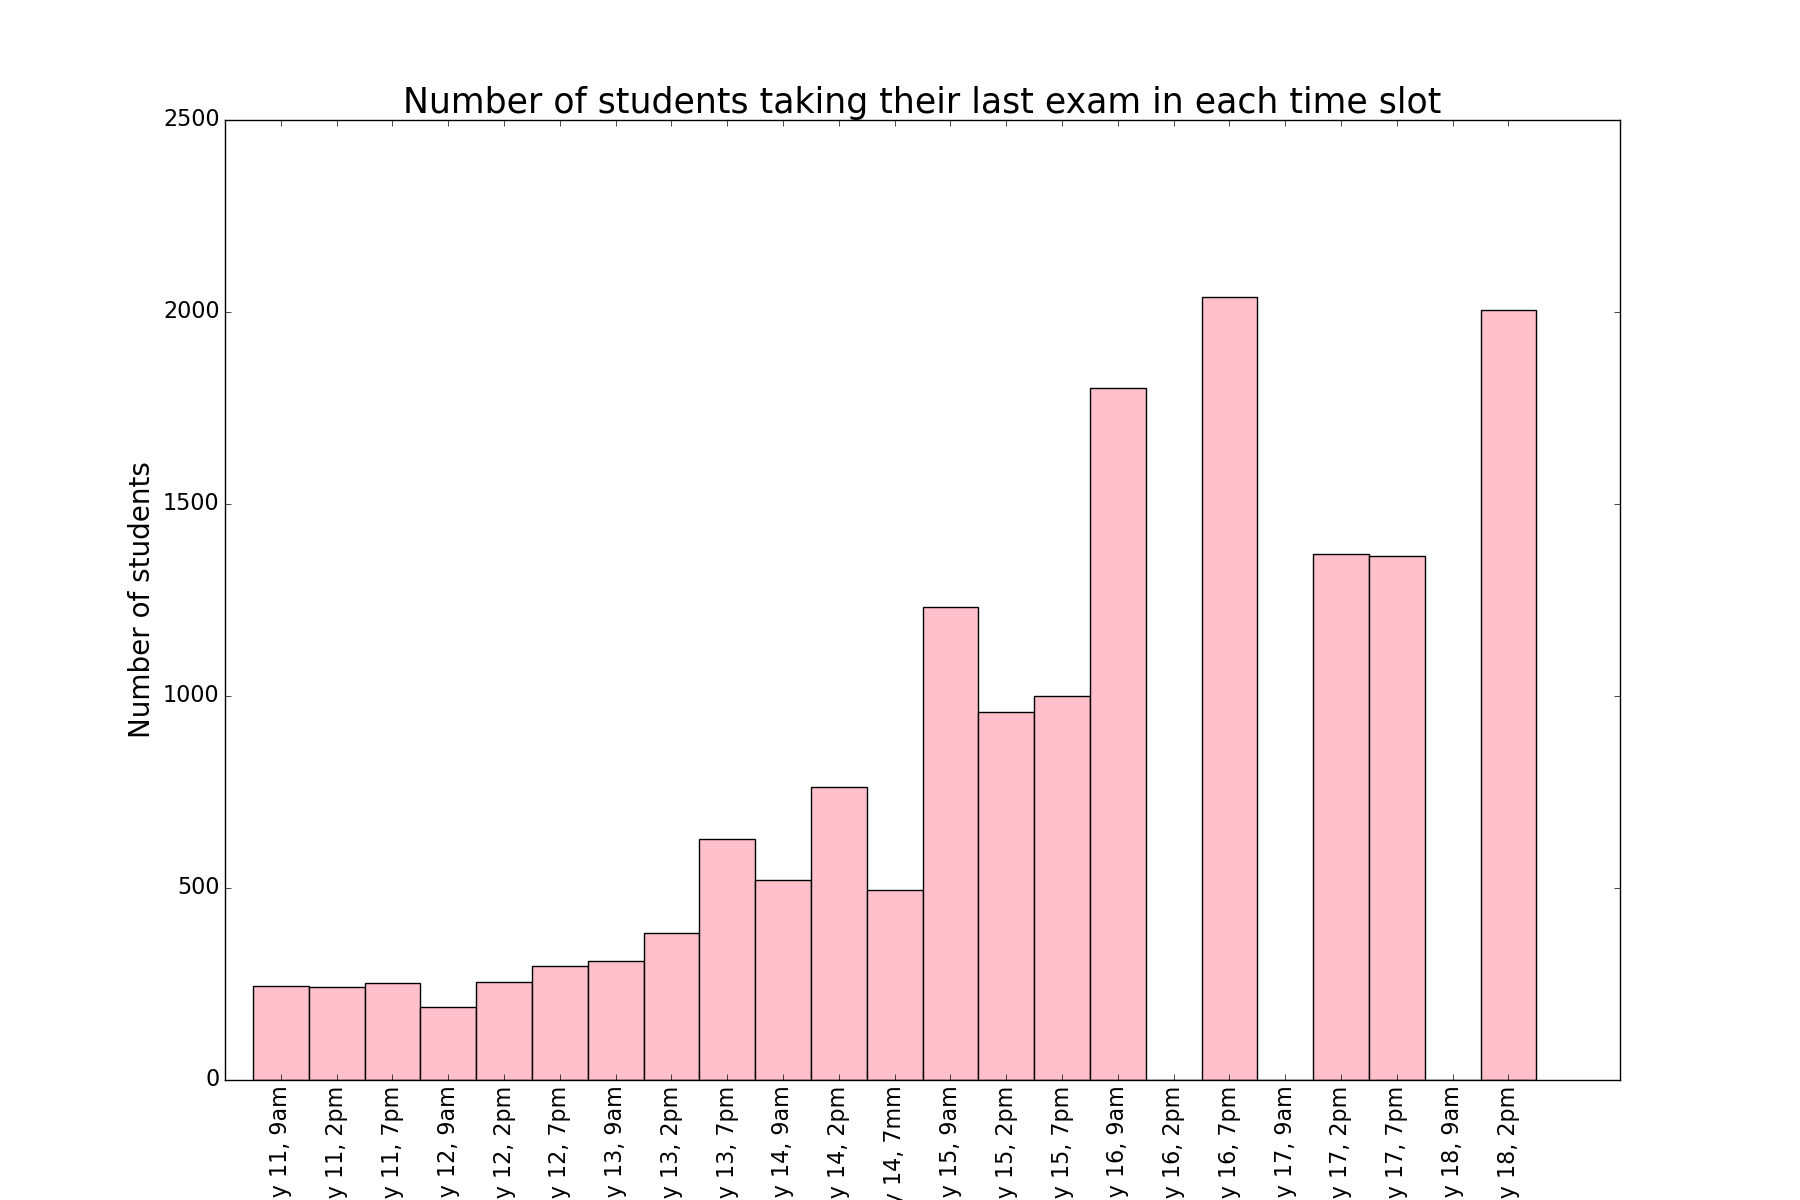 Number of students taking their last exam in each time slot
Number of students
2500
2000
1500
1000
500
0
y 11, 9am
y 11, 2pm
y 11, 7pm
y 12, 9am
y 12, 2pm
y 12, 7pm
y 13, 9am
y 13, 2pm
y 13, 7pm
y 14, 9am
y 14, 2pm
y 14, 7mm
y 15, 9am
y 15, 2pm
y 15, 7pm
y 16, 9am
y 16, 2pm
y 16, 7pm
y 17, 9am
y 17, 2pm
y 17, 7pm
y 18, 9am
y 18, 2pm